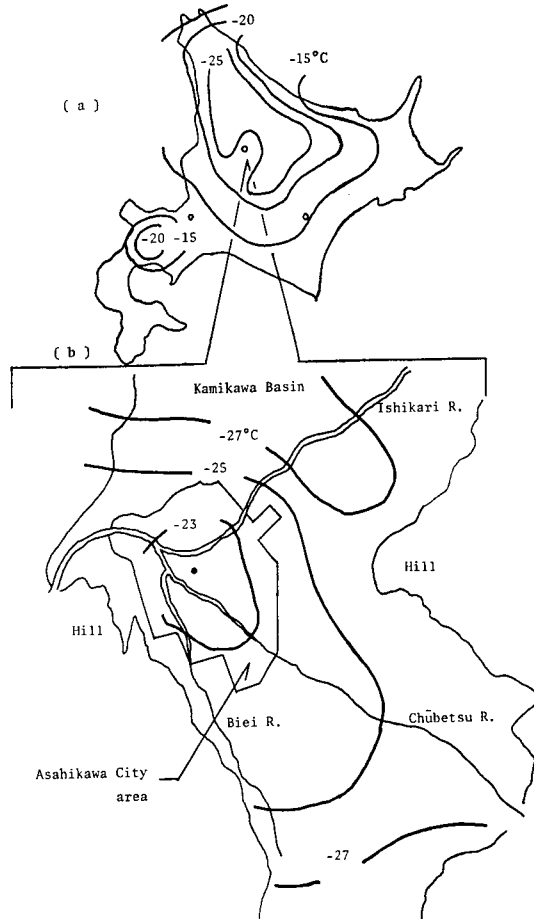 -20
-25
-15°C
( a )
-20 -15
( b )
Kamikawa Basin
Ishikari R.
-27°C
-25
-23
Hill
Hill
Biei R.
Chūbetsu R.
Asahikawa City
area
-27